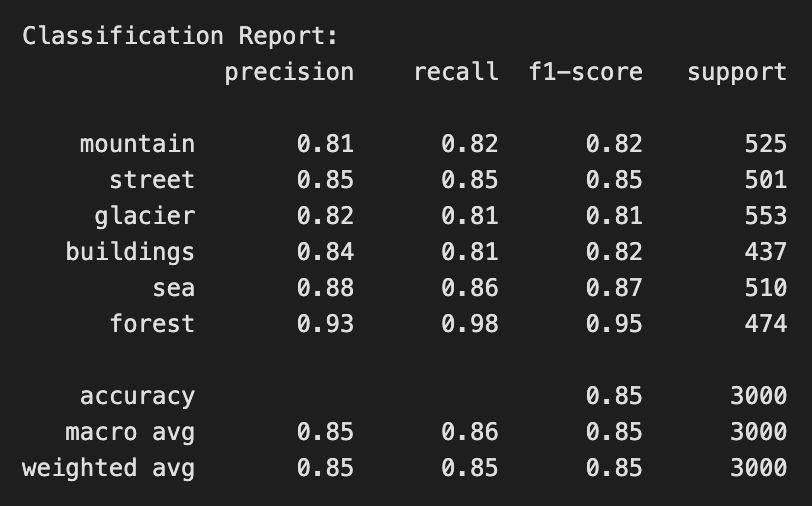 Classification Report:
precision recall f1-score support
mountain 0.81 0.82 0.82 525
street 0.85 0.85 0.85 501
glacier 0.82 0.81 0.81 553
buildings 0.84 0.81 0.82 437
sea 0.88 0.86 0.87 510
forest 0.93 0.98 0.95 474
accuracy 0.85 3000
macro avg 0.85 0.86 0.85 3000
weighted avg 0.85 0.85 0.85 3000